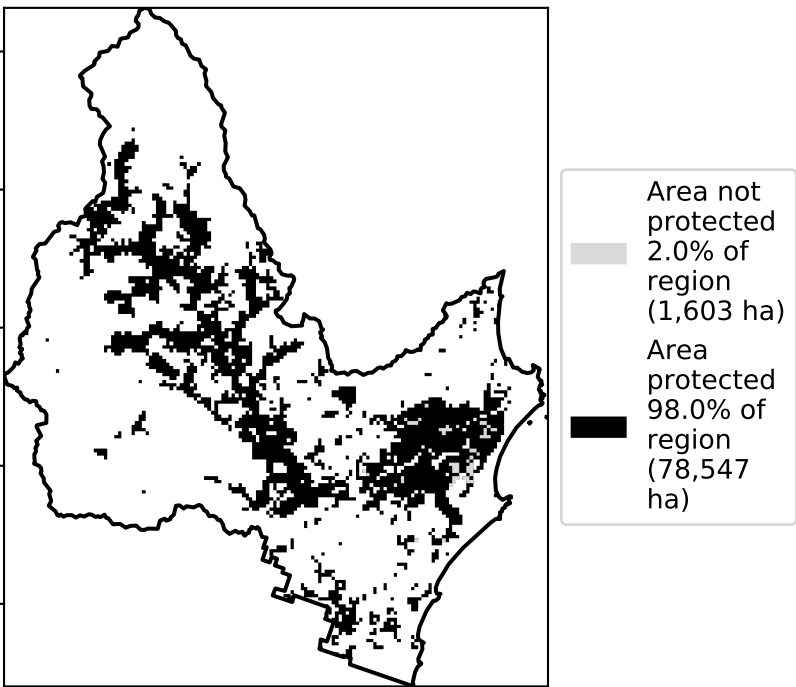 Area not
protected
2.0% of
region
(1,603 ha)
Area
protected
98.0% of
region
(78,547
ha)